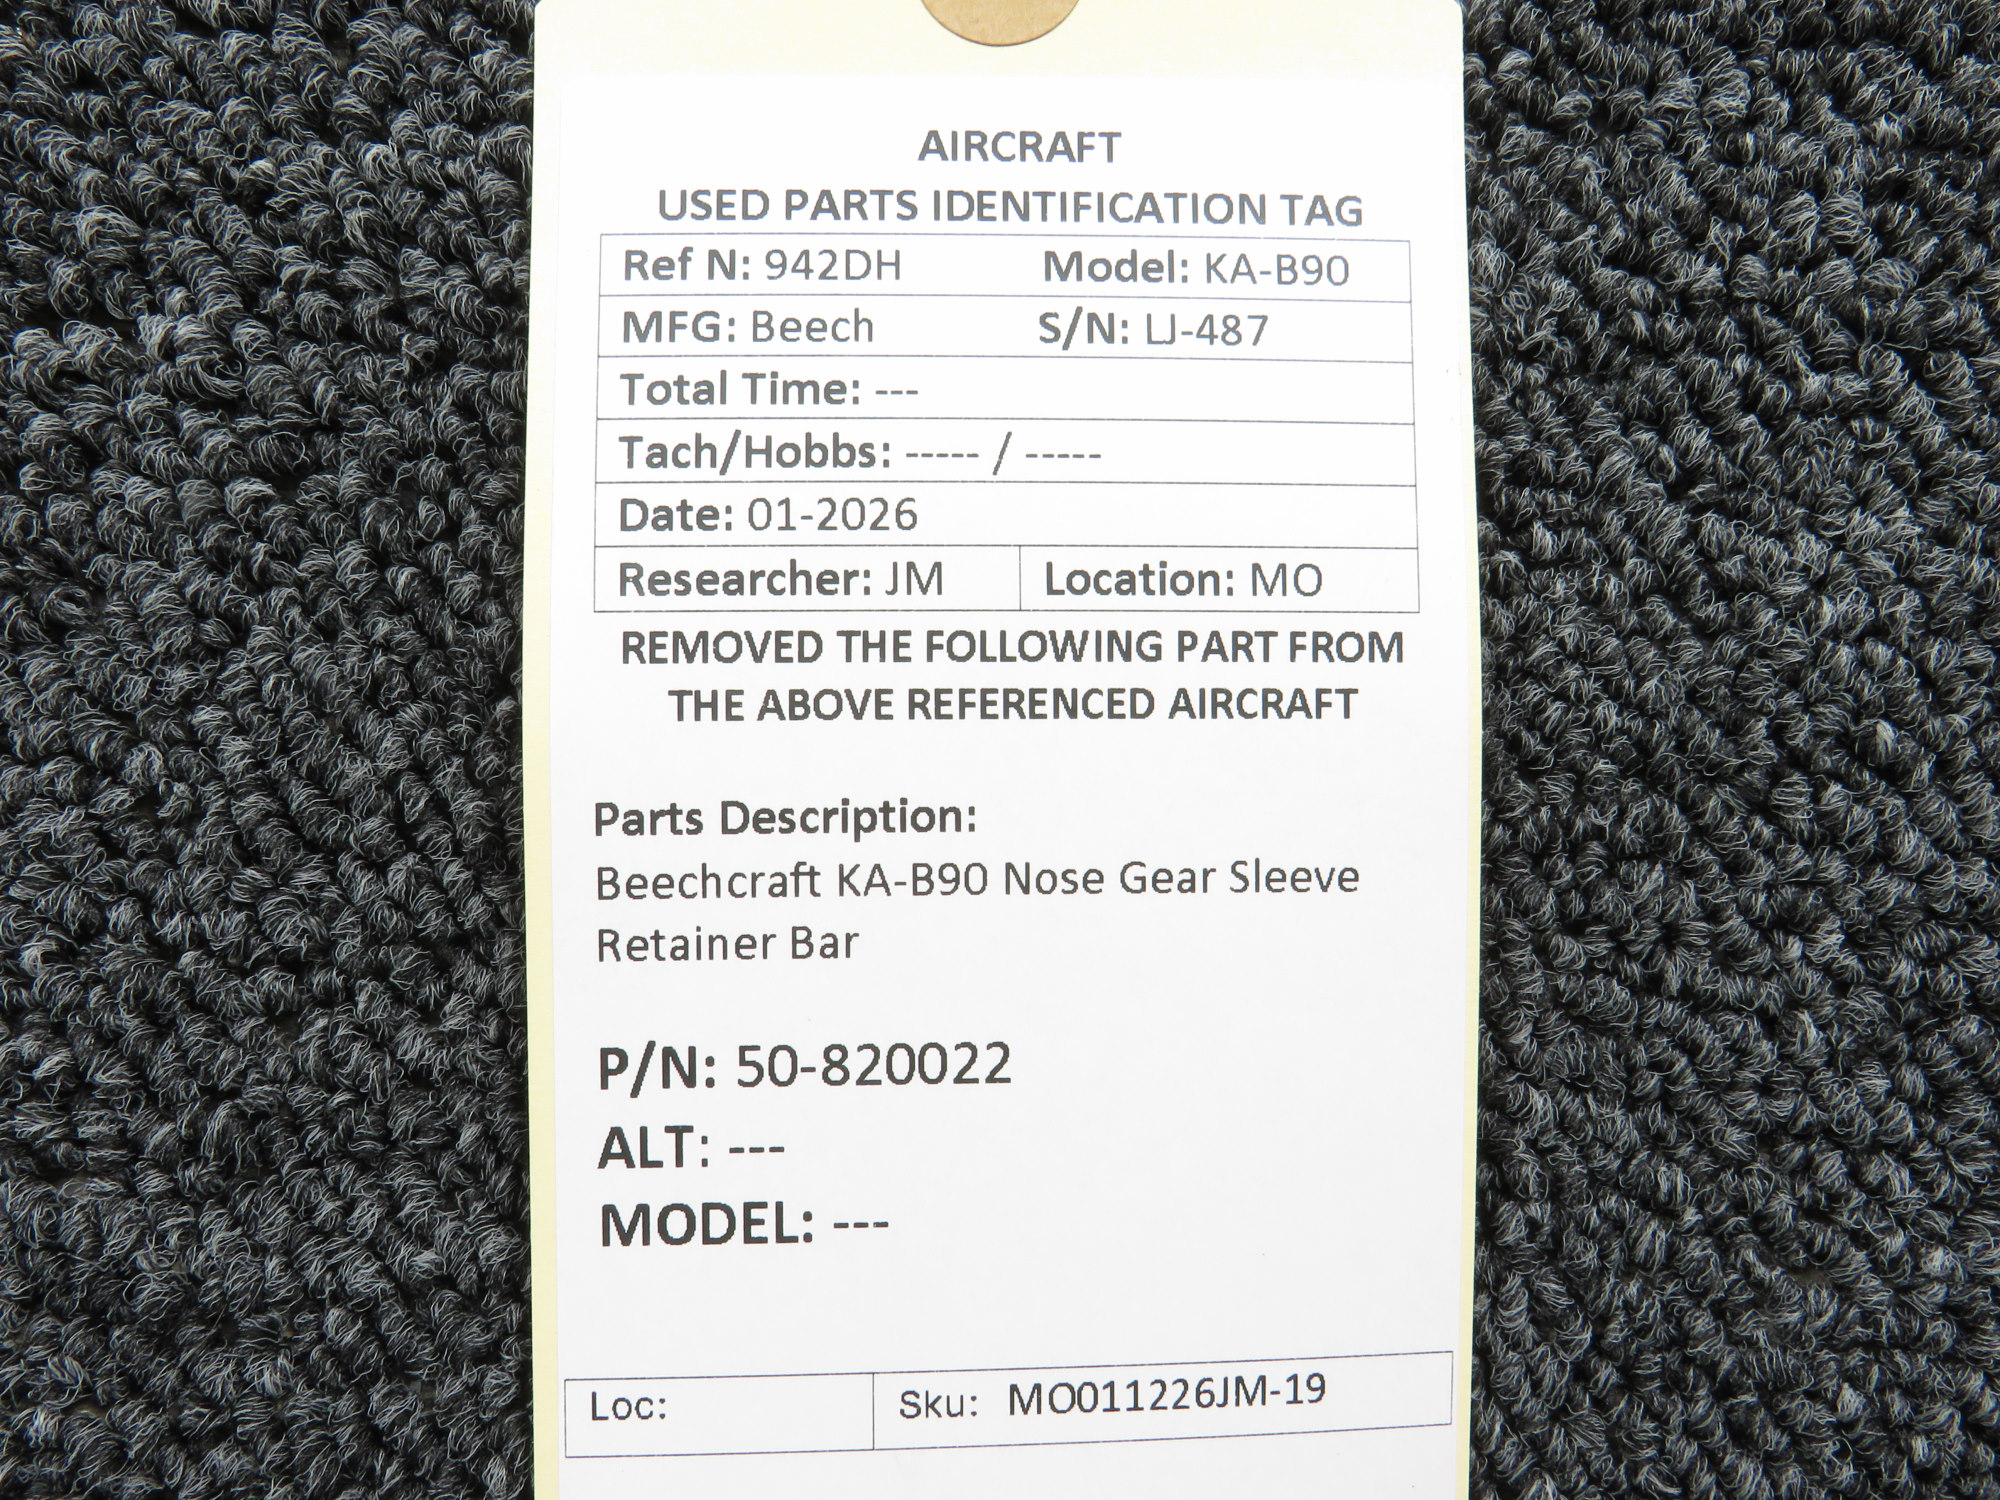 AIRCRAFT
USED PARTS IDENTIFICATION TAG
Ref N: 942DH Model: KA-B90
MFG: Beech S/N: LJ-487
Total Time: ---
Tach/Hobbs: ----- / -----
Date: 01-2026
Researcher: JM Location: MO
REMOVED THE FOLLOWING PART FROM
THE ABOVE REFERENCED AIRCRAFT
Parts Description:
Beechcraft KA-B90 Nose Gear Sleeve
Retainer Bar
P/N: 50-820022
ALT: ---
MODEL: ---
Loc: Sku: MO011226JM-19